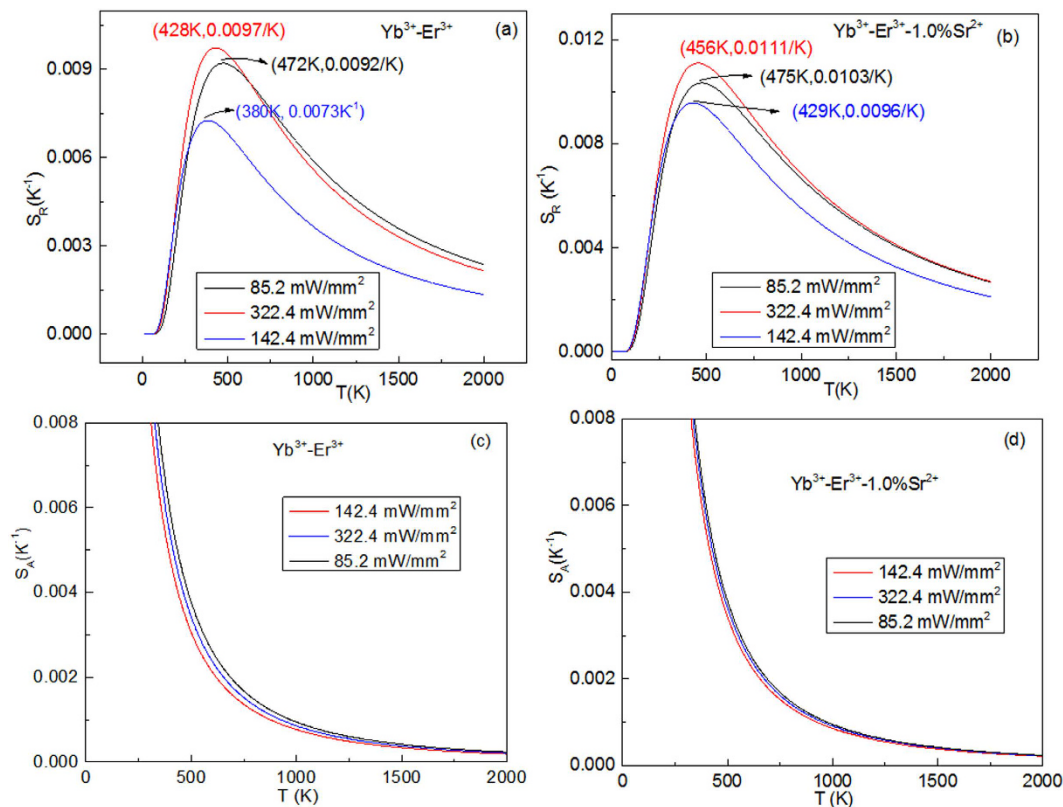 Yb³⁺-Er³⁺
(a)
(428K,0.0097/K)
(472K,0.0092/K)
(380K, 0.0073K¹)
0.009
0.006
0.003
0.000
S_R (K⁻¹)
85.2 mW/mm²
322.4 mW/mm²
142.4 mW/mm²
0 500 1000 1500 2000
T(K)
Yb³⁺-Er³⁺-1.0%Sr²⁺
(b)
(456K,0.0111/K)
(475K,0.0103/K)
(429K,0.0096/K)
0.012
0.008
0.004
0.000
S_R (K⁻¹)
85.2 mW/mm²
322.4 mW/mm²
142.4 mW/mm²
0 500 1000 1500 2000
T(K)
(c)
Yb³⁺-Er³⁺
0.008
0.006
0.004
0.002
0.000
S_A(K⁻¹)
142.4 mW/mm²
322.4 mW/mm²
85.2 mW/mm²
0 500 1000 1500 2000
T (K)
(d)
Yb³⁺-Er³⁺-1.0%Sr²⁺
0.008
0.006
0.004
0.002
0.000
S_A(K⁻¹)
142.4 mW/mm²
322.4 mW/mm²
85.2 mW/mm²
0 500 1000 1500 2000
T (K)